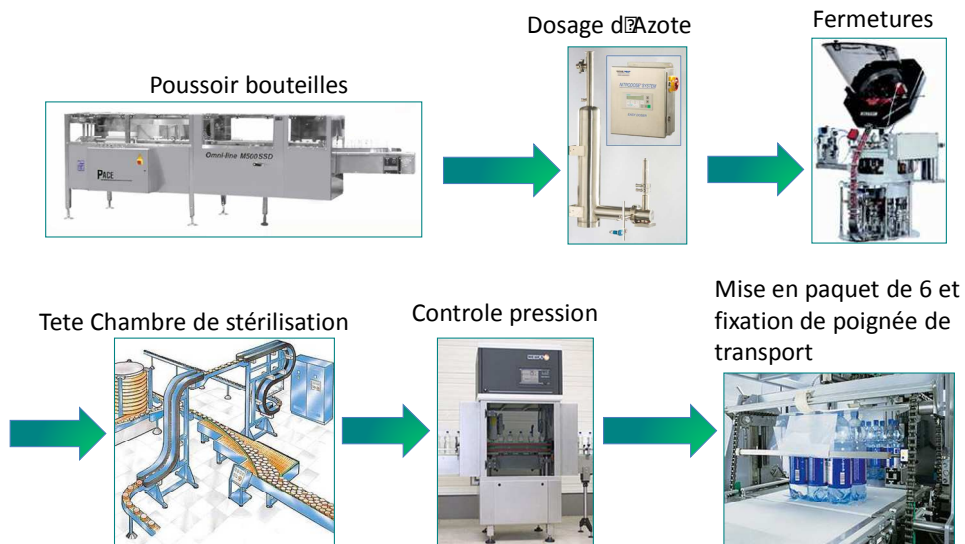 Poussoir bouteilles
Dosage d�Azote
Fermetures
Omni-line M500SSD
PACE
Tete Chambre de stérilisation
Controle pression
Mise en paquet de 6 et
fixation de poignée de
transport